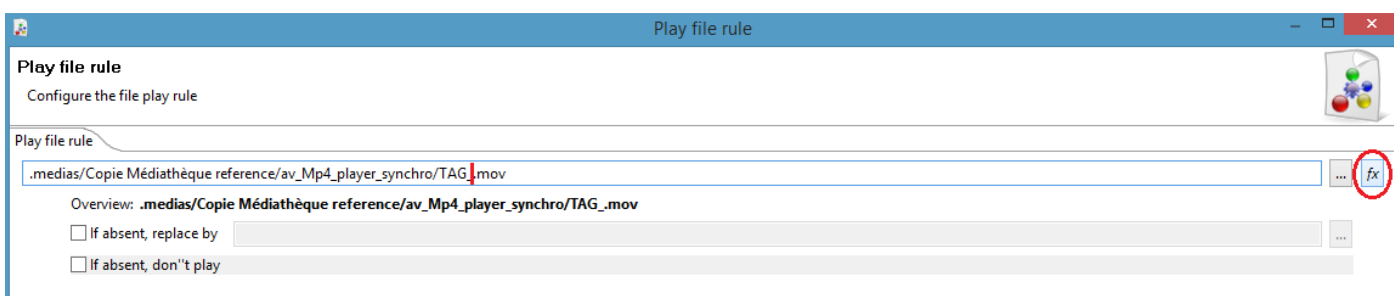 Play file rule
Play file rule
Configure the file play rule
Play file rule
.medias/Copie Médiathèque reference/av_Mp4_player_synchro/TAG_.mov ... fx
Overview: .medias/Copie Médiathèque reference/av_Mp4_player_synchro/TAG_.mov
If absent, replace by ...
If absent, don''t play